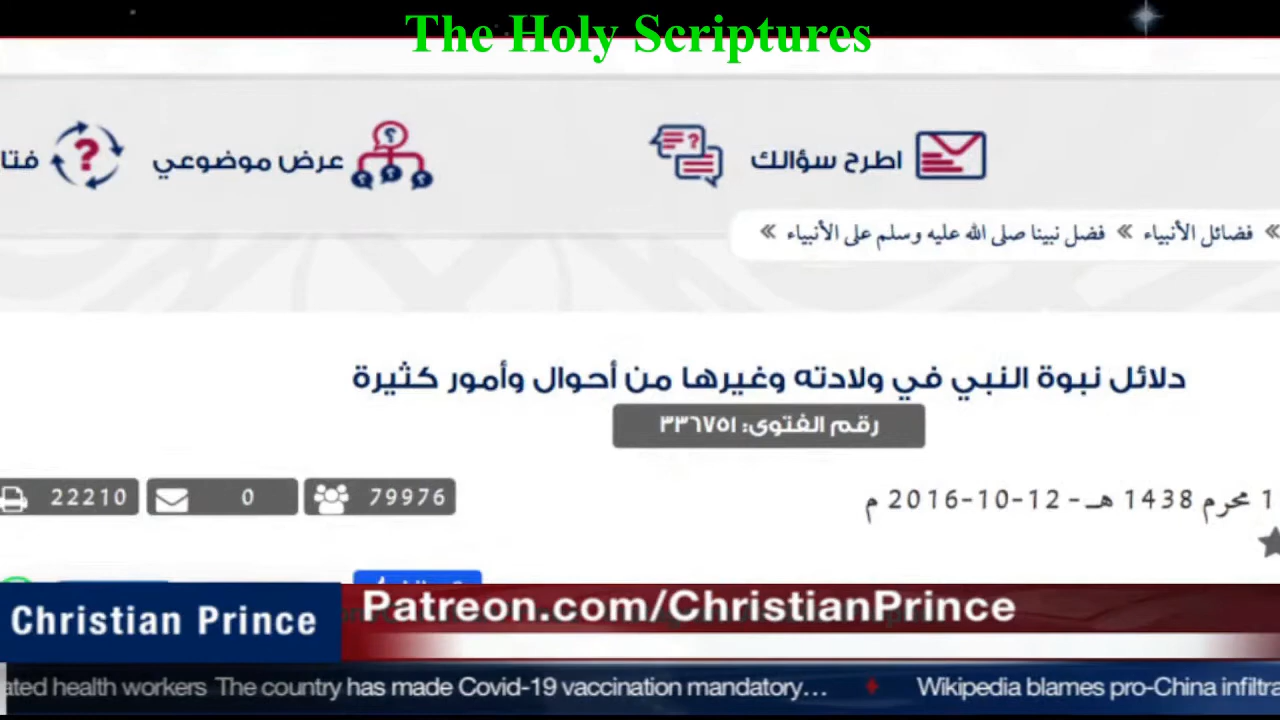 The Holy Scriptures
اطرح سؤالك
عرض موضوعي
فتا
» فضائل الأنبياء » فضل نبينا صلى الله عليه وسلم على الأنبياء »
دلائل نبوة النبي في ولادته وغيرها من أحوال وأمور كثيرة
رقم الفتوى: ٣٣٦٧٥١
1 محرم 1438 هـ - 12-10-2016 م
79976
0
22210
Christian Prince
Patreon.com/ChristianPrince
ated health workers The country has made Covid-19 vaccination mandatory... Wikipedia blames pro-China infiltra